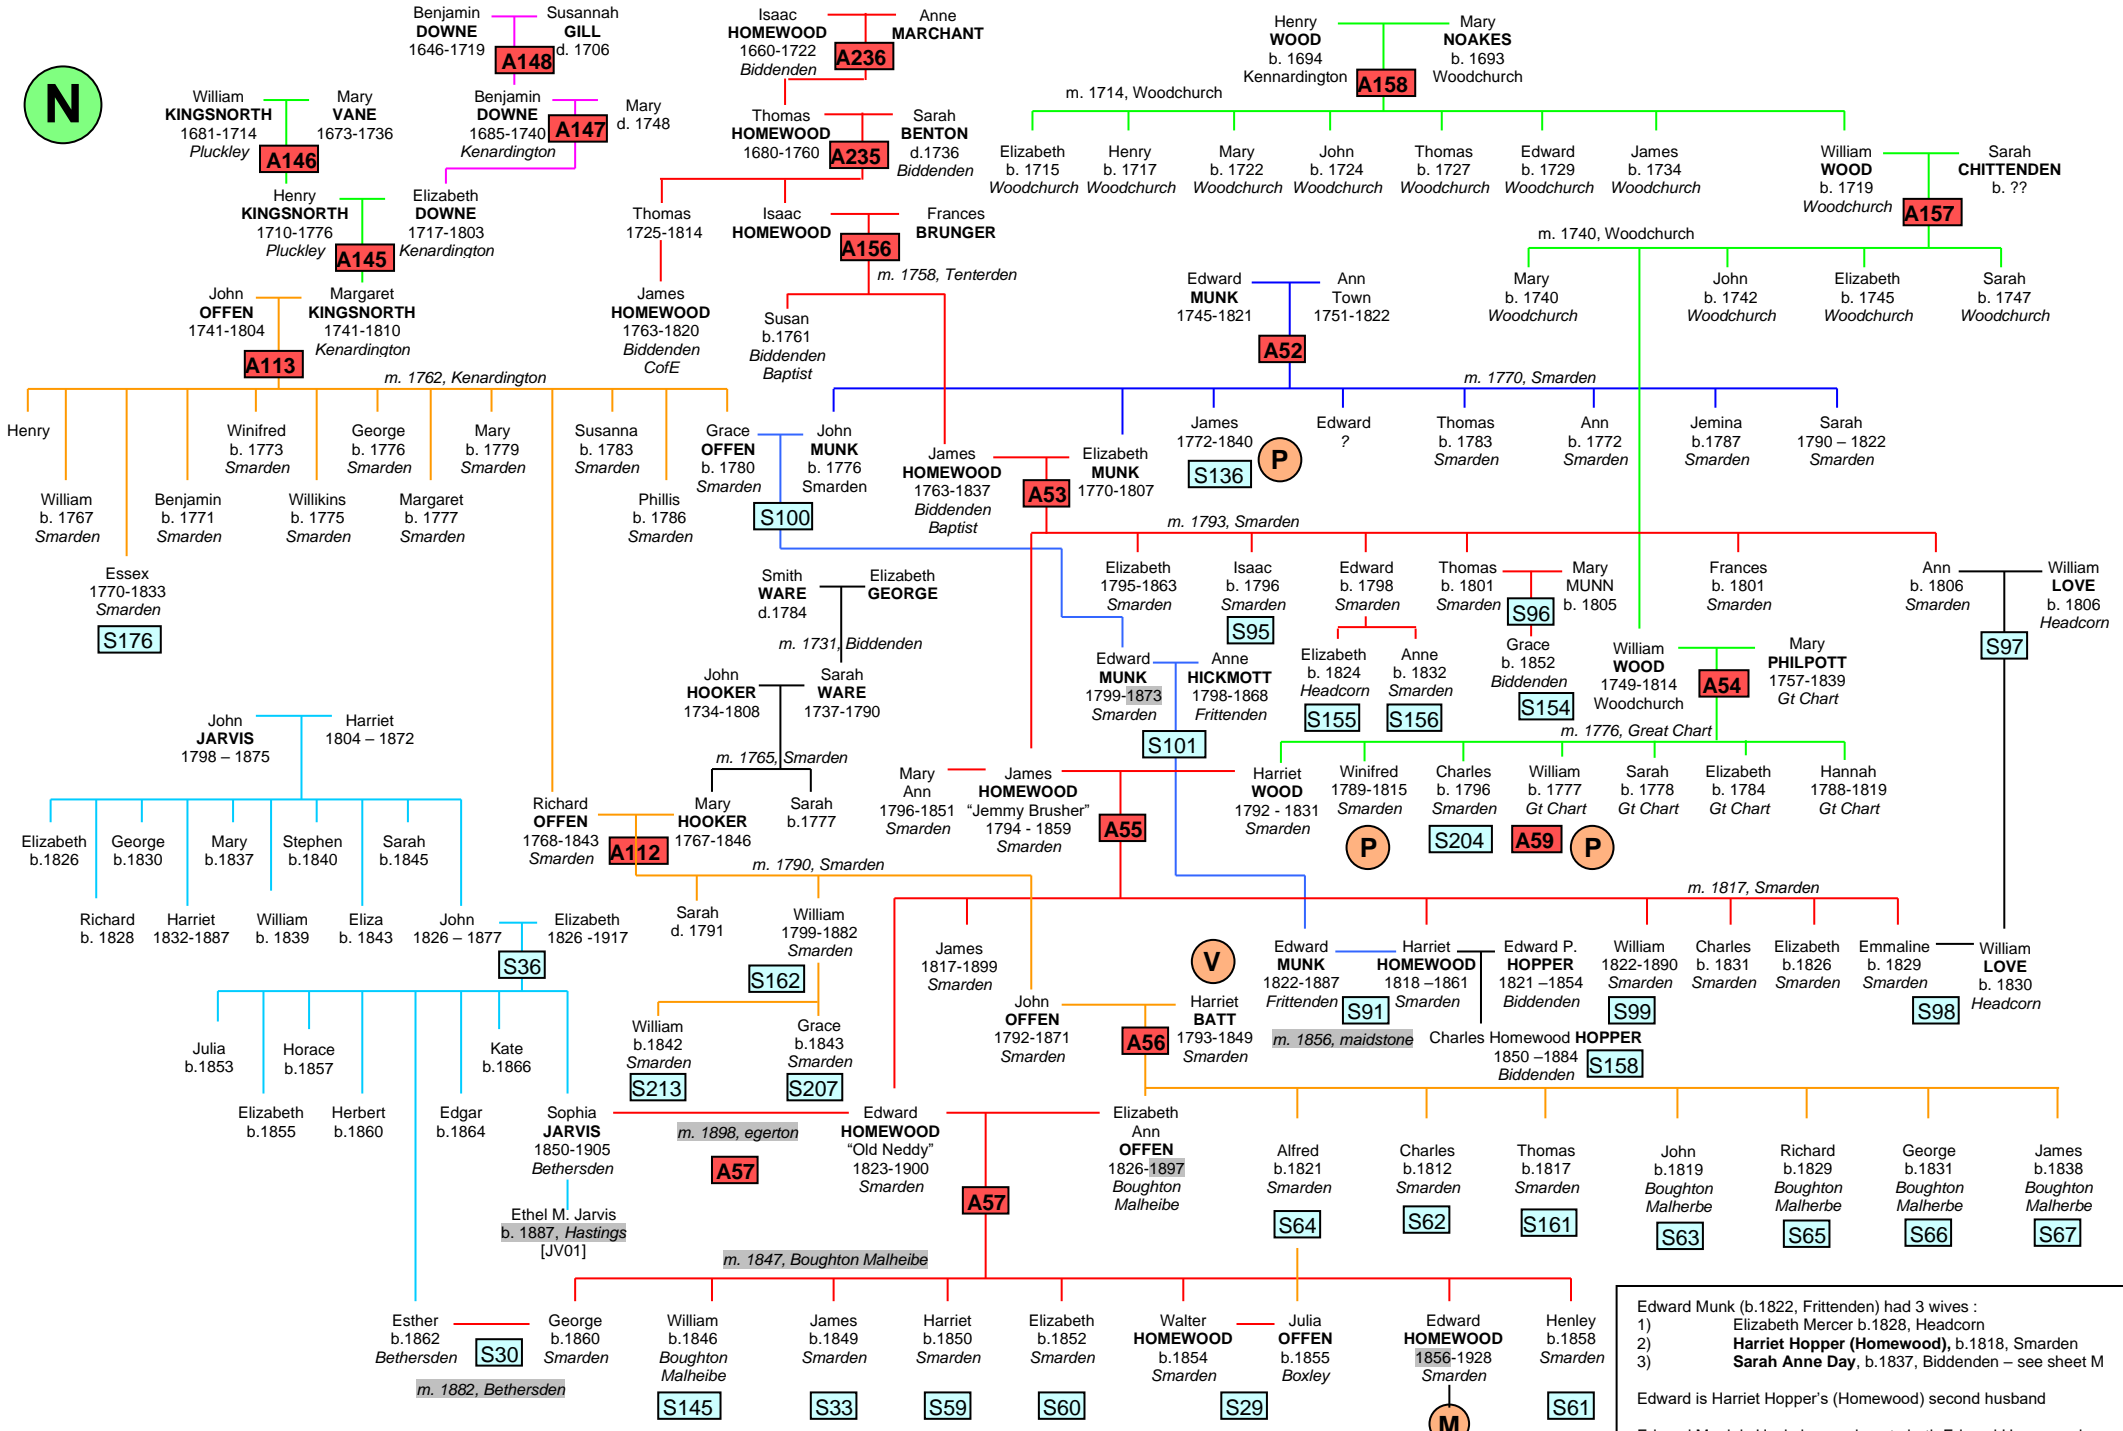 N
Benjamin
DOWNE
1646-1719
Susannah
GILL
d. 1706
A148
Isaac
HOMEWOOD
1660-1722
Biddenden
Anne
MARCHANT
A236
Henry
WOOD
b. 1694
Kennardington
Mary
NOAKES
b. 1693
Woodchurch
A158
m. 1714, Woodchurch
William
KINGSNORTH
1681-1714
Pluckley
Mary
VANE
1673-1736
A146
Benjamin
DOWNE
1685-1740
Kenardington
Mary
d. 1748
A147
Thomas
HOMEWOOD
1680-1760
Sarah
BENTON
d.1736
Biddenden
A235
Elizabeth
b. 1715
Woodchurch
Henry
b. 1717
Woodchurch
Mary
b. 1722
Woodchurch
John
b. 1724
Woodchurch
Thomas
b. 1727
Woodchurch
Edward
b. 1729
Woodchurch
James
b. 1734
Woodchurch
William
WOOD
b. 1719
Woodchurch
Sarah
CHITTENDEN
b. ??
A157
m. 1740, Woodchurch
Henry
KINGSNORTH
1710-1776
Pluckley
Elizabeth
DOWNE
1717-1803
Kenardington
A145
Thomas
1725-1814
Isaac
HOMEWOOD
Frances
BRUNGER
A156
m. 1758, Tenterden
John
OFFEN
1741-1804
Margaret
KINGSNORTH
1741-1810
Kenardington
A113
m. 1762, Kenardington
James
HOMEWOOD
1763-1820
Biddenden
CofE
Susan
b.1761
Biddenden
Baptist
Edward
MUNK
1745-1821
Ann
Town
1751-1822
A52
m. 1770, Smarden
Mary
b. 1740
Woodchurch
John
b. 1742
Woodchurch
Elizabeth
b. 1745
Woodchurch
Sarah
b. 1747
Woodchurch
Henry
Winifred
b. 1773
Smarden
George
b. 1776
Smarden
Mary
b. 1779
Smarden
Susanna
b. 1783
Smarden
Grace
OFFEN
b. 1780
Smarden
John
MUNK
b. 1776
Smarden
S100
James
HOMEWOOD
1763-1837
Biddenden
Baptist
Elizabeth
MUNK
1770-1807
A53
m. 1793, Smarden
James
1772-1840
S136
P
Edward
?
Thomas
b. 1783
Smarden
Ann
b. 1772
Smarden
Jemina
b.1787
Smarden
Sarah
1790 – 1822
Smarden
William
b. 1767
Smarden
Benjamin
b. 1771
Smarden
Willikins
b. 1775
Smarden
Margaret
b. 1777
Smarden
Phillis
b. 1786
Smarden
Essex
1770-1833
Smarden
S176
Smith
WARE
d.1784
Elizabeth
GEORGE
m. 1731, Biddenden
Elizabeth
1795-1863
Smarden
Isaac
b. 1796
Smarden
S95
Edward
b. 1798
Smarden
Thomas
b. 1801
Smarden
Mary
MUNN
b. 1805
S96
Frances
b. 1801
Smarden
Ann
b. 1806
Smarden
William
LOVE
b. 1806
Headcorn
S97
John
HOOKER
1734-1808
Sarah
WARE
1737-1790
m. 1765, Smarden
Edward
MUNK
1799-1873
Smarden
Anne
HICKMOTT
1798-1868
Frittenden
S101
Elizabeth
b. 1824
Headcorn
S155
Anne
b. 1832
Smarden
S156
Grace
b. 1852
Biddenden
S154
William
WOOD
1749-1814
Woodchurch
Mary
PHILPOTT
1757-1839
Gt Chart
A54
m. 1776, Great Chart
John
JARVIS
1798 – 1875
Harriet
1804 – 1872
Richard
OFFEN
1768-1843
Smarden
Mary
HOOKER
1767-1846
A112
Sarah
b.1777
m. 1790, Smarden
Mary
Ann
1796-1851
Smarden
James
HOMEWOOD
“Jemmy Brusher”
1794 - 1859
Smarden
A55
Harriet
WOOD
1792 - 1831
Smarden
Winifred
1789-1815
Smarden
P
Charles
b. 1796
Smarden
S204
William
b. 1777
Gt Chart
A59
P
Sarah
b. 1778
Gt Chart
Elizabeth
b. 1784
Gt Chart
Hannah
1788-1819
Gt Chart
m. 1817, Smarden
Elizabeth
b.1826
George
b.1830
Mary
b.1837
Stephen
b.1840
Sarah
b.1845
Richard
b. 1828
Harriet
1832-1887
William
b. 1839
Eliza
b. 1843
John
1826 – 1877
Elizabeth
1826 -1917
S36
Sarah
d. 1791
William
1799-1882
Smarden
S162
James
1817-1899
Smarden
V
Edward
MUNK
1822-1887
Frittenden
Harriet
HOMEWOOD
1818 –1861
Smarden
S91
m. 1856, maidstone
Edward P.
HOPPER
1821 –1854
Biddenden
William
1822-1890
Smarden
S99
Charles
b. 1831
Smarden
Elizabeth
b.1826
Smarden
Emmaline
b. 1829
Smarden
S98
William
LOVE
b. 1830
Headcorn
Charles Homewood HOPPER
1850 –1884
Biddenden
S158
John
OFFEN
1792-1871
Smarden
Harriet
BATT
1793-1849
Smarden
A56
William
b.1842
Smarden
S213
Grace
b.1843
Smarden
S207
Julia
b.1853
Horace
b.1857
Kate
b.1866
Elizabeth
b.1855
Herbert
b.1860
Edgar
b.1864
Sophia
JARVIS
1850-1905
Bethersden
m. 1898, egerton
A57
Edward
HOMEWOOD
“Old Neddy”
1823-1900
Smarden
A57
Elizabeth
Ann
OFFEN
1826-1897
Boughton
Malheibe
Alfred
b.1821
Smarden
S64
Charles
b.1812
Smarden
S62
Thomas
b.1817
Smarden
S161
John
b.1819
Boughton
Malherbe
S63
Richard
b.1829
Boughton
Malherbe
S65
George
b.1831
Boughton
Malherbe
S66
James
b.1838
Boughton
Malherbe
S67
Ethel M. Jarvis
b. 1887, Hastings
[JV01]
m. 1847, Boughton Malheibe
Esther
b.1862
Bethersden
S30
m. 1882, Bethersden
George
b.1860
Smarden
William
b.1846
Boughton
Malheibe
S145
James
b.1849
Smarden
S33
Harriet
b.1850
Smarden
S59
Elizabeth
b.1852
Smarden
S60
Walter
HOMEWOOD
b.1854
Smarden
Julia
OFFEN
b.1855
Boxley
S29
Edward
HOMEWOOD
1856-1928
Smarden
M
Henley
b.1858
Smarden
S61
Edward Munk (b.1822, Frittenden) had 3 wives :
1) Elizabeth Mercer b.1828, Headcorn
2) Harriet Hopper (Homewood), b.1818, Smarden
3) Sarah Anne Day, b.1837, Biddenden – see sheet M
Edward is Harriet Hopper’s (Homewood) second husband